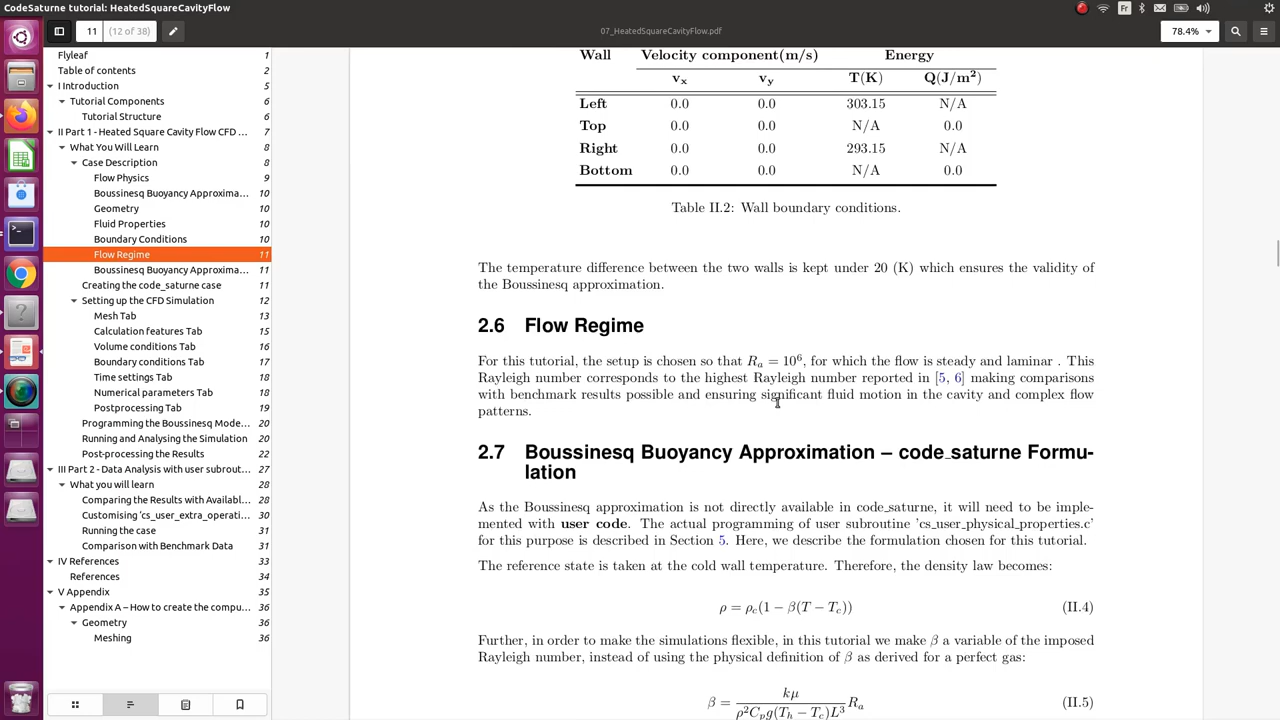 CodeSaturne tutorial: HeatedSquareCavityFlow
Fr
11 (12 of 38)
07_HeatedSquareCavityFlow.pdf
78.4%
Flyleaf 1
Table of contents 2
I Introduction 5
Tutorial Components 6
Tutorial Structure 6
II Part 1 - Heated Square Cavity Flow CFD ... 7
What You Will Learn 8
Case Description 8
Flow Physics 9
Boussinesq Buoyancy Approxima... 10
Geometry 10
Fluid Properties 10
Boundary Conditions 10
Flow Regime 11
Boussinesq Buoyancy Approxima... 11
Creating the code_saturne case 11
Setting up the CFD Simulation 12
Mesh Tab 13
Calculation features Tab 15
Volume conditions Tab 16
Boundary conditions Tab 17
Time settings Tab 18
Numerical parameters Tab 18
Postprocessing Tab 19
Programming the Boussinesq Mode... 20
Running and Analysing the Simulation 20
Post-processing the Results 22
III Part 2 - Data Analysis with user subrout... 27
What you will learn 28
Comparing the Results with Availabl... 28
Customising 'cs_user_extra_operati... 30
Running the case 31
Comparison with Benchmark Data 31
IV References 33
References 34
V Appendix 35
Appendix A – How to create the compu... 36
Geometry 36
Meshing 36
Wall Velocity component(m/s) Energy
vx vy T(K) Q(J/m²)
Left 0.0 0.0 303.15 N/A
Top 0.0 0.0 N/A 0.0
Right 0.0 0.0 293.15 N/A
Bottom 0.0 0.0 N/A 0.0
Table II.2: Wall boundary conditions.
The temperature difference between the two walls is kept under 20 (K) which ensures the validity of
the Boussinesq approximation.
2.6 Flow Regime
For this tutorial, the setup is chosen so that Ra = 10⁶, for which the flow is steady and laminar . This
Rayleigh number corresponds to the highest Rayleigh number reported in [5, 6] making comparisons
with benchmark results possible and ensuring significant fluid motion in the cavity and complex flow
patterns.
2.7 Boussinesq Buoyancy Approximation – code_saturne Formu-
lation
As the Boussinesq approximation is not directly available in code_saturne, it will need to be imple-
mented with user code. The actual programming of user subroutine 'cs_user_physical_properties.c'
for this purpose is described in Section 5. Here, we describe the formulation chosen for this tutorial.
The reference state is taken at the cold wall temperature. Therefore, the density law becomes:
ρ = ρc(1 − β(T − Tc)) (II.4)
Further, in order to make the simulations flexible, in this tutorial we make β a variable of the imposed
Rayleigh number, instead of using the physical definition of β as derived for a perfect gas:
β = kμ / ρ²Cpg(Th − Tc)L³ Ra (II.5)